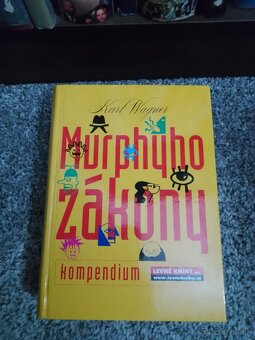 Karl Wagner
Murphyho
zákony
kompendium
LEVNÉ KNIHY
www.levneknihy.cz